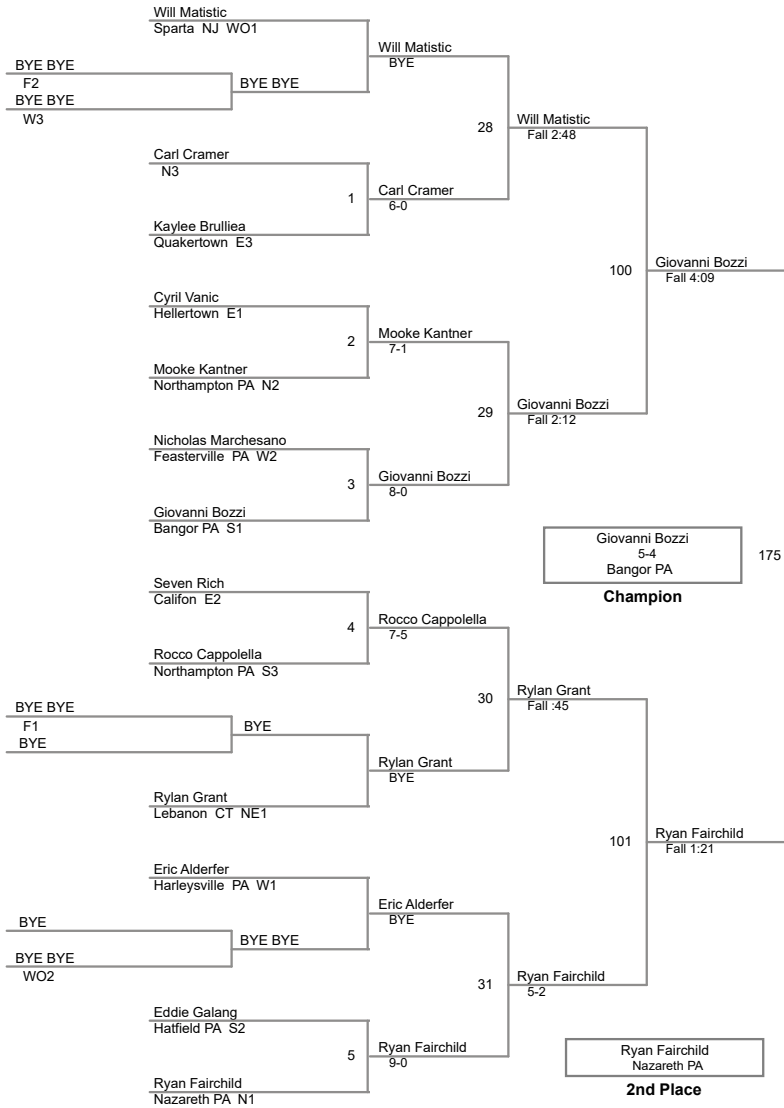 Will Matistic
Sparta NJ WO1
Will Matistic
BYE
BYE BYE
F2
BYE BYE
BYE BYE
W3
28
Will Matistic
Fall 2:48
Carl Cramer
N3
1
Carl Cramer
6-0
Kaylee Brulliea
Quakertown E3
100
Giovanni Bozzi
Fall 4:09
Cyril Vanic
Hellertown E1
2
Mooke Kantner
7-1
Mooke Kantner
Northampton PA N2
29
Giovanni Bozzi
Fall 2:12
Nicholas Marchesano
Feasterville PA W2
3
Giovanni Bozzi
8-0
Giovanni Bozzi
Bangor PA S1
Giovanni Bozzi
5-4
Bangor PA
175
Champion
Seven Rich
Califon E2
4
Rocco Cappolella
7-5
Rocco Cappolella
Northampton PA S3
30
Rylan Grant
Fall :45
BYE BYE
F1
BYE
BYE
Rylan Grant
BYE
Rylan Grant
Lebanon CT NE1
101
Ryan Fairchild
Fall 1:21
Eric Alderfer
Harleysville PA W1
Eric Alderfer
BYE
BYE
BYE BYE
BYE BYE
WO2
31
Ryan Fairchild
5-2
Eddie Galang
Hatfield PA S2
5
Ryan Fairchild
9-0
Ryan Fairchild
Nazareth PA N1
Ryan Fairchild
Nazareth PA
2nd Place